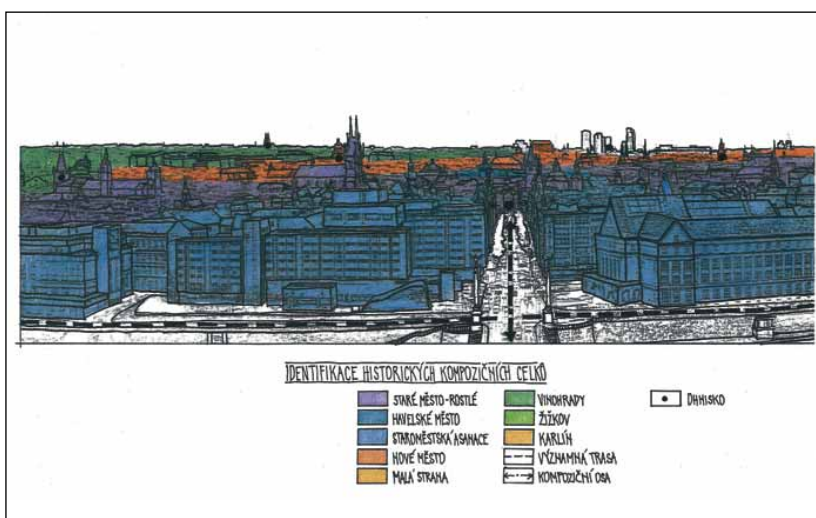 IDENTIFIKACE HISTORICKÝCH KOMPOZIČNÍCH CELKŮ
STARÉ MĚSTO-ROSTLÉ
HAVELSKÉ MĚSTO
STAROMĚSTSKÁ ASANACE
NOVÉ MĚSTO
MALÁ STRANA
VINOHRADY
ŽIŽKOV
KARLÍN
VÝZNAMNÁ TRASA
KOMPOZIČNÍ OSA
OHNISKO